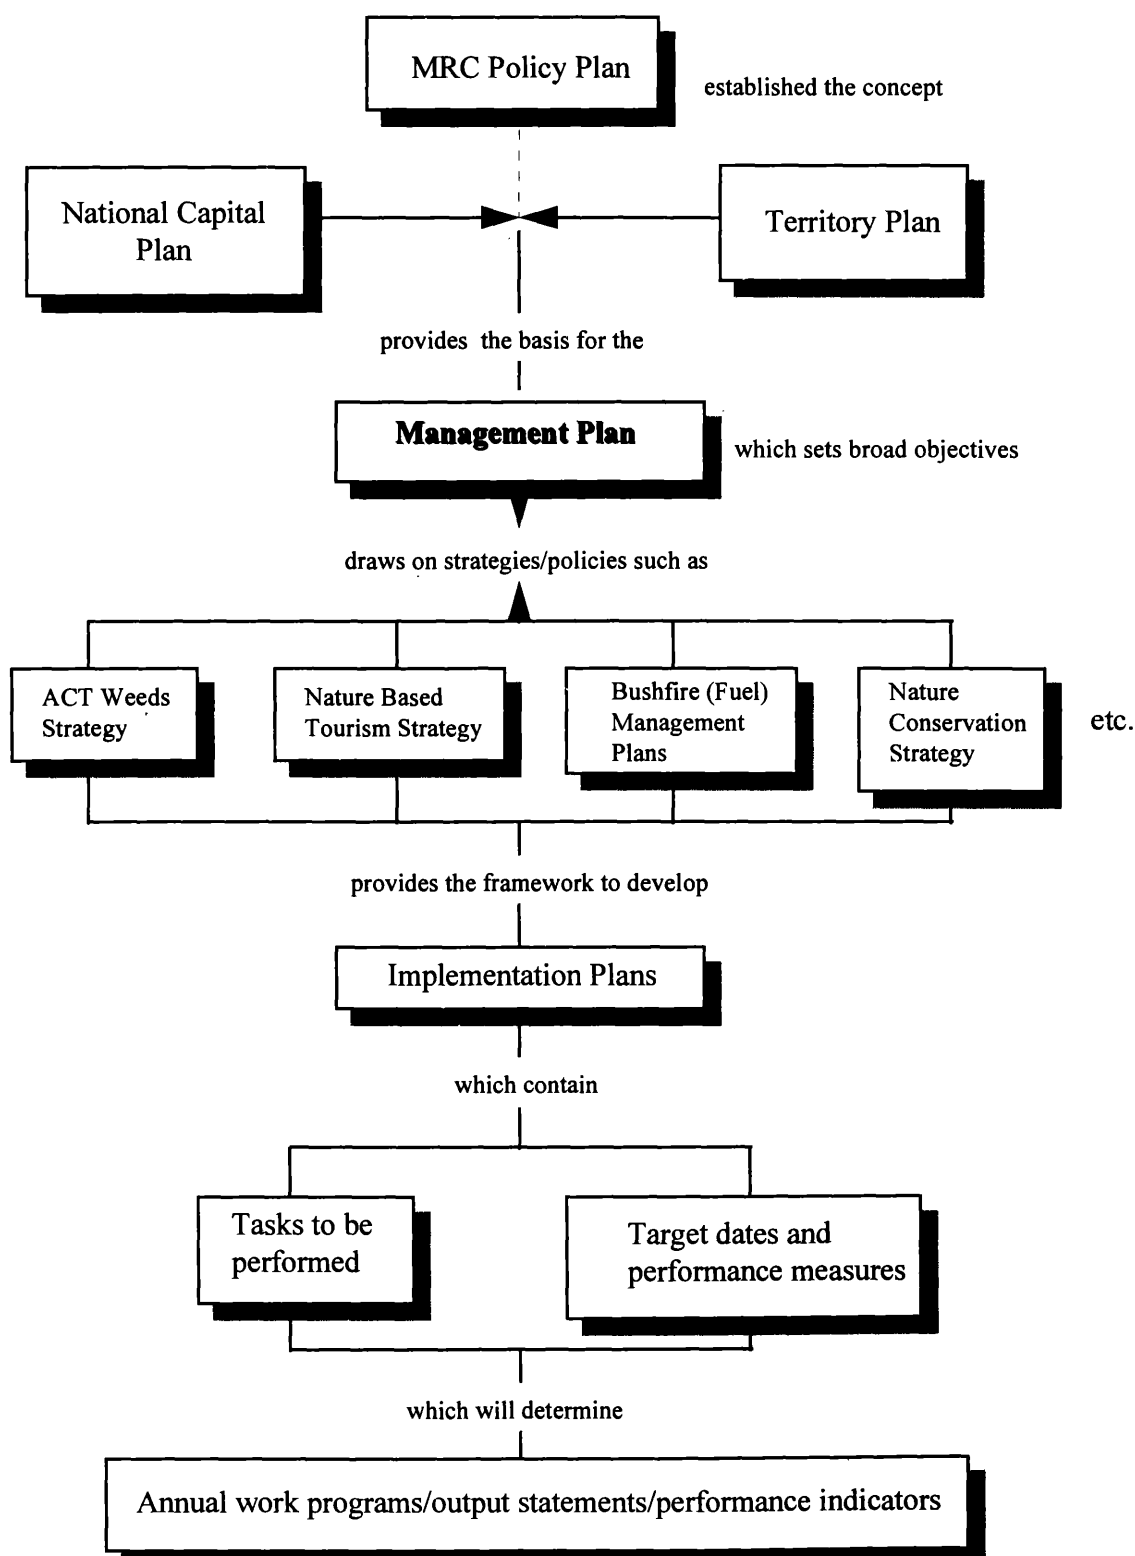 MRC Policy Plan
established the concept
National Capital
Plan
Territory Plan
provides the basis for the
Management Plan
which sets broad objectives
draws on strategies/policies such as
ACT Weeds
Strategy
Nature Based
Tourism Strategy
Bushfire (Fuel)
Management
Plans
Nature
Conservation
Strategy
etc.
provides the framework to develop
Implementation Plans
which contain
Tasks to be
performed
Target dates and
performance measures
which will determine
Annual work programs/output statements/performance indicators